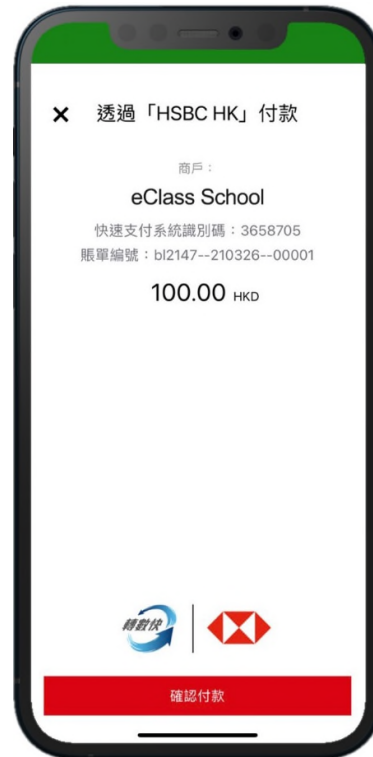 透過「HSBC HK」付款
商戶：
eClass School
快速支付系統識別碼：3658705
賬單編號：bl2147--210326--00001
100.00 HKD
轉數快
確認付款